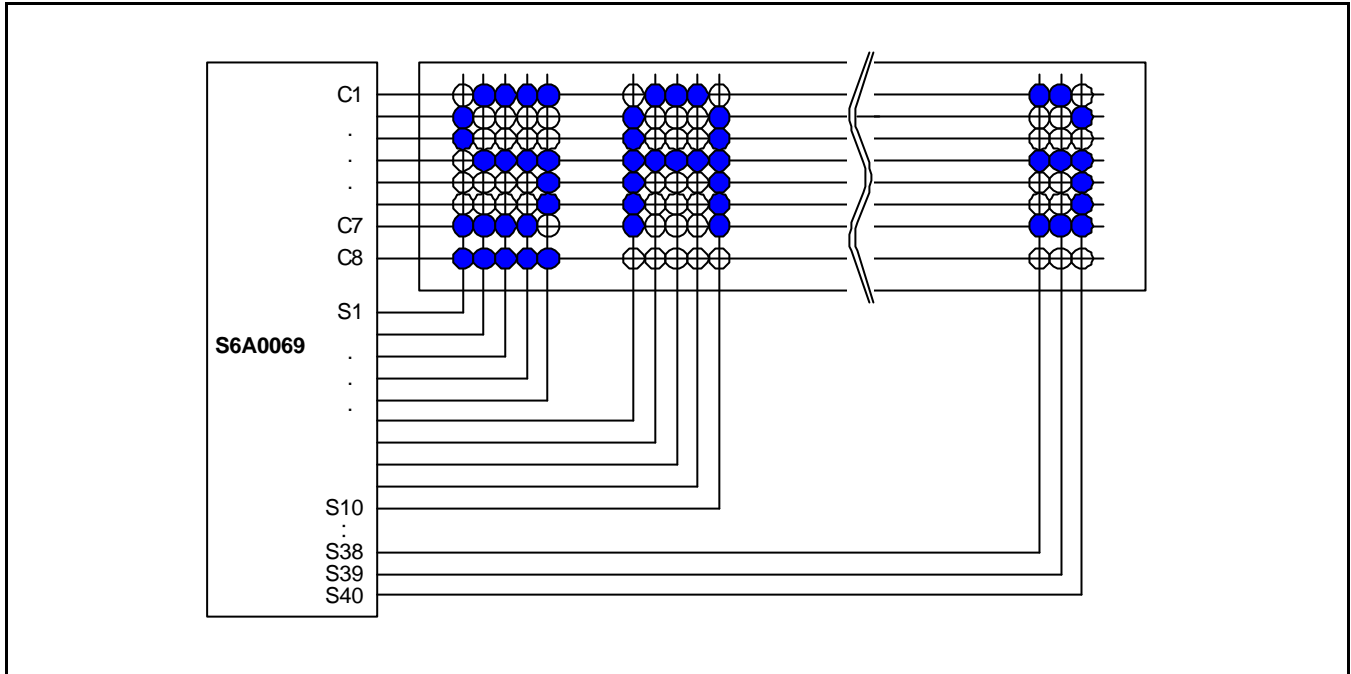 C1
.
.
.
C7
C8
S1
S6A0069
.
.
.
S10
:
S38
S39
S40